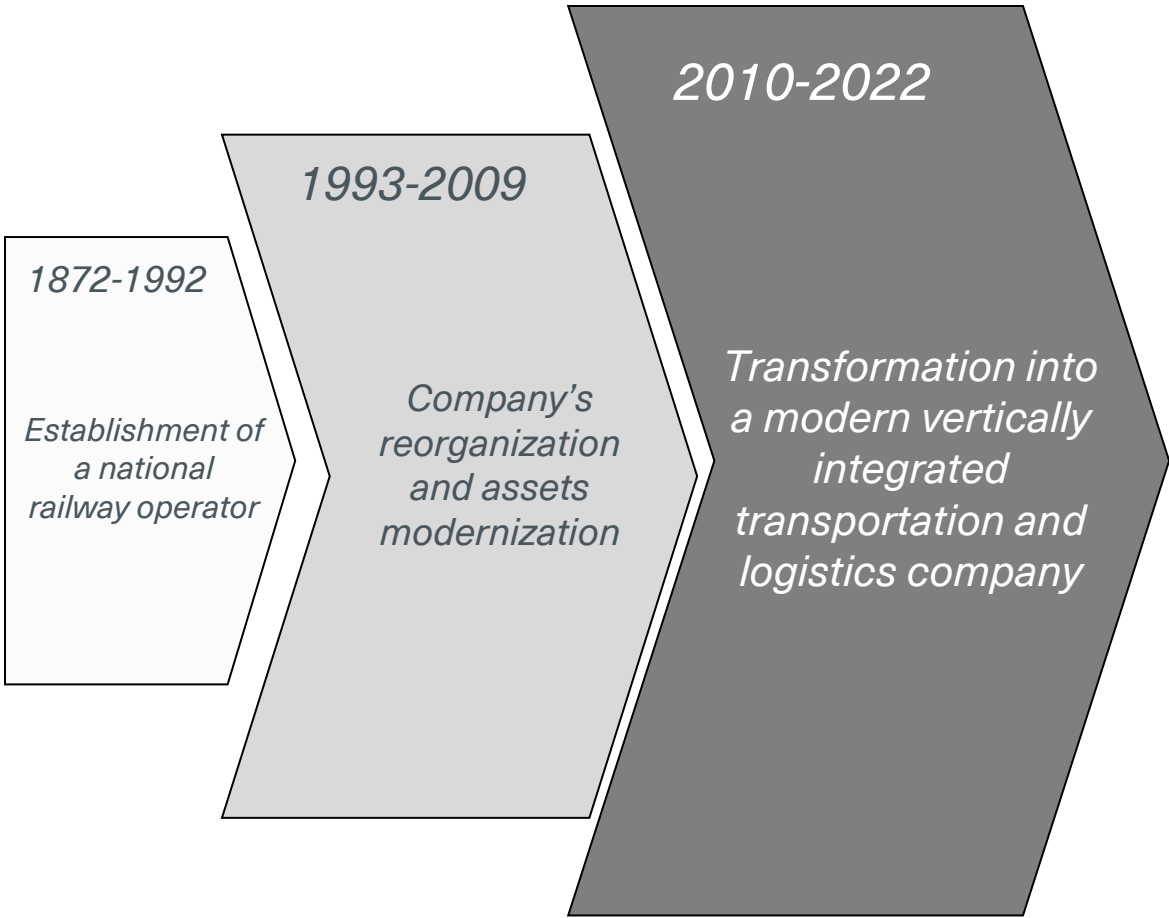 1872-1992
Establishment of
a national
railway operator
1993-2009
Company’s
reorganization
and assets
modernization
2010-2022
Transformation into
a modern vertically
integrated
transportation and
logistics company